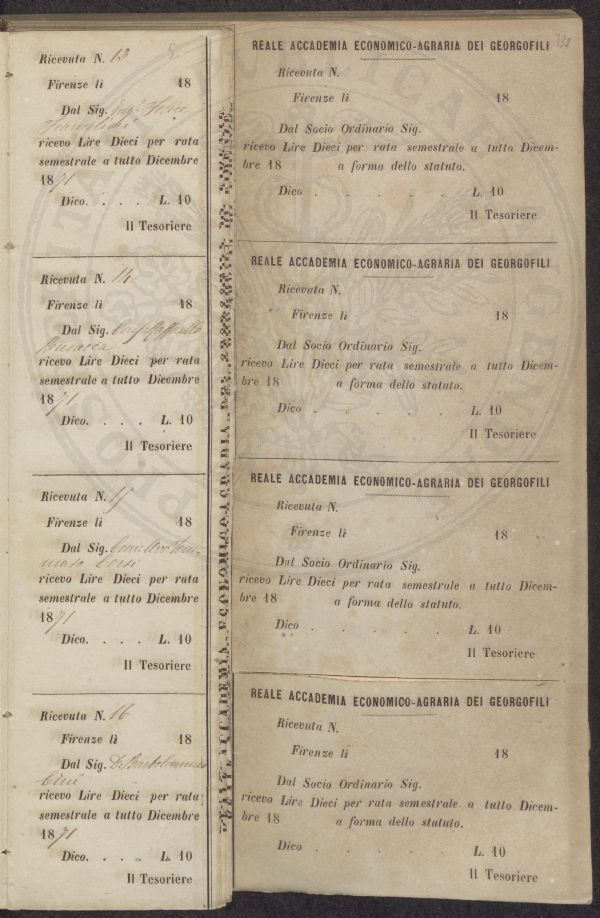 Ricevuta N. 13
Firenze lì 18
Dal Sig.
ricevo Lire Dieci per rata
semestrale a tutto Dicembre
1871
Dico. . . . L. 10
Il Tesoriere
Ricevuta N. 14
Firenze lì 18
Dal Sig.
ricevo Lire Dieci per rata
semestrale a tutto Dicembre
1871
Dico. . . . L. 10
Il Tesoriere
Ricevuta N. 15
Firenze lì 18
Dal Sig.
ricevo Lire Dieci per rata
semestrale a tutto Dicembre
1871
Dico. . . . L. 10
Il Tesoriere
Ricevuta N. 16
Firenze lì 18
Dal Sig.
ricevo Lire Dieci per rata
semestrale a tutto Dicembre
1871
Dico. . . . L. 10
Il Tesoriere
REALE ACCADEMIA ECONOMICO-AGRARIA DEI
REALE ACCADEMIA ECONOMICO-AGRARIA DEI GEORGOFILI
Ricevuta N.
Firenze lì 18
Dal Socio Ordinario Sig.
ricevo Lire Dieci per rata semestrale a tutto Dicem-
bre 18 a forma dello statuto.
Dico . . . . . L. 10
Il Tesoriere
REALE ACCADEMIA ECONOMICO-AGRARIA DEI GEORGOFILI
Ricevuta N.
Firenze lì 18
Dal Socio Ordinario Sig.
ricevo Lire Dieci per rata semestrale a tutto Dicem-
bre 18 a forma dello statuto.
Dico . . . . . L. 10
Il Tesoriere
REALE ACCADEMIA ECONOMICO-AGRARIA DEI GEORGOFILI
Ricevuta N.
Firenze lì 18
Dal Socio Ordinario Sig.
ricevo Lire Dieci per rata semestrale a tutto Dicem-
bre 18 a forma dello statuto.
Dico . . . . . L. 10
Il Tesoriere
REALE ACCADEMIA ECONOMICO-AGRARIA DEI GEORGOFILI
Ricevuta N.
Firenze lì 18
Dal Socio Ordinario Sig.
ricevo Lire Dieci per rata semestrale a tutto Dicem-
bre 18 a forma dello statuto.
Dico . . . . . L. 10
Il Tesoriere